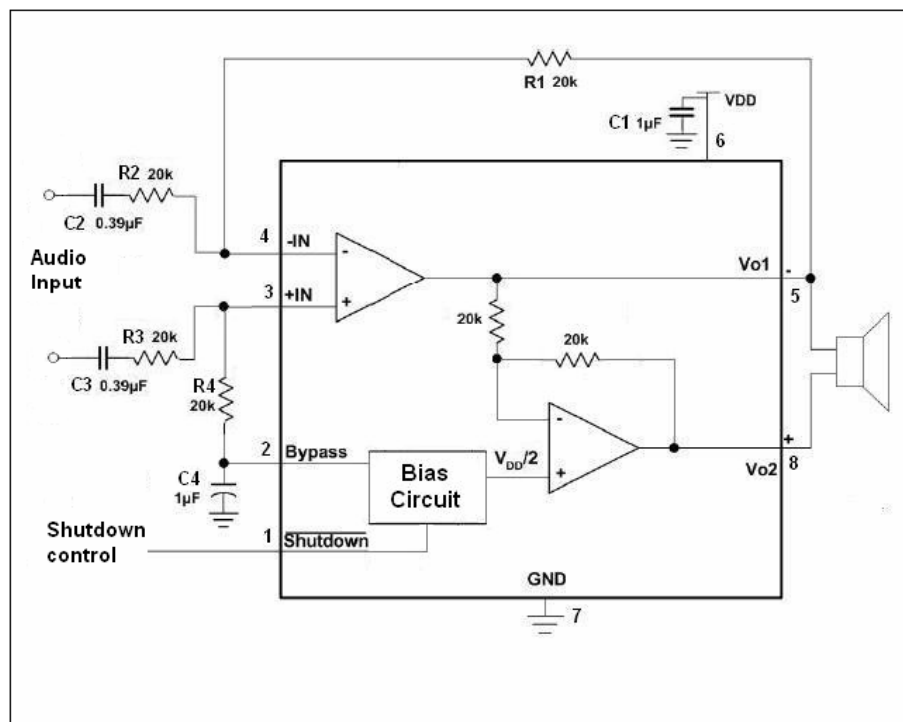 R1 20k
VDD
C1 1µF
6
R2 20k
C2 0.39µF
4 -IN
-
Audio
Input
Vo1 -
5
3 +IN
+
R3 20k
20k
20k
C3 0.39µF
R4
20k
-
2 Bypass
V_DD/2
+
+
8
Vo2
Bias
Circuit
C4
1µF
Shutdown
control
1 Shutdown
GND
7